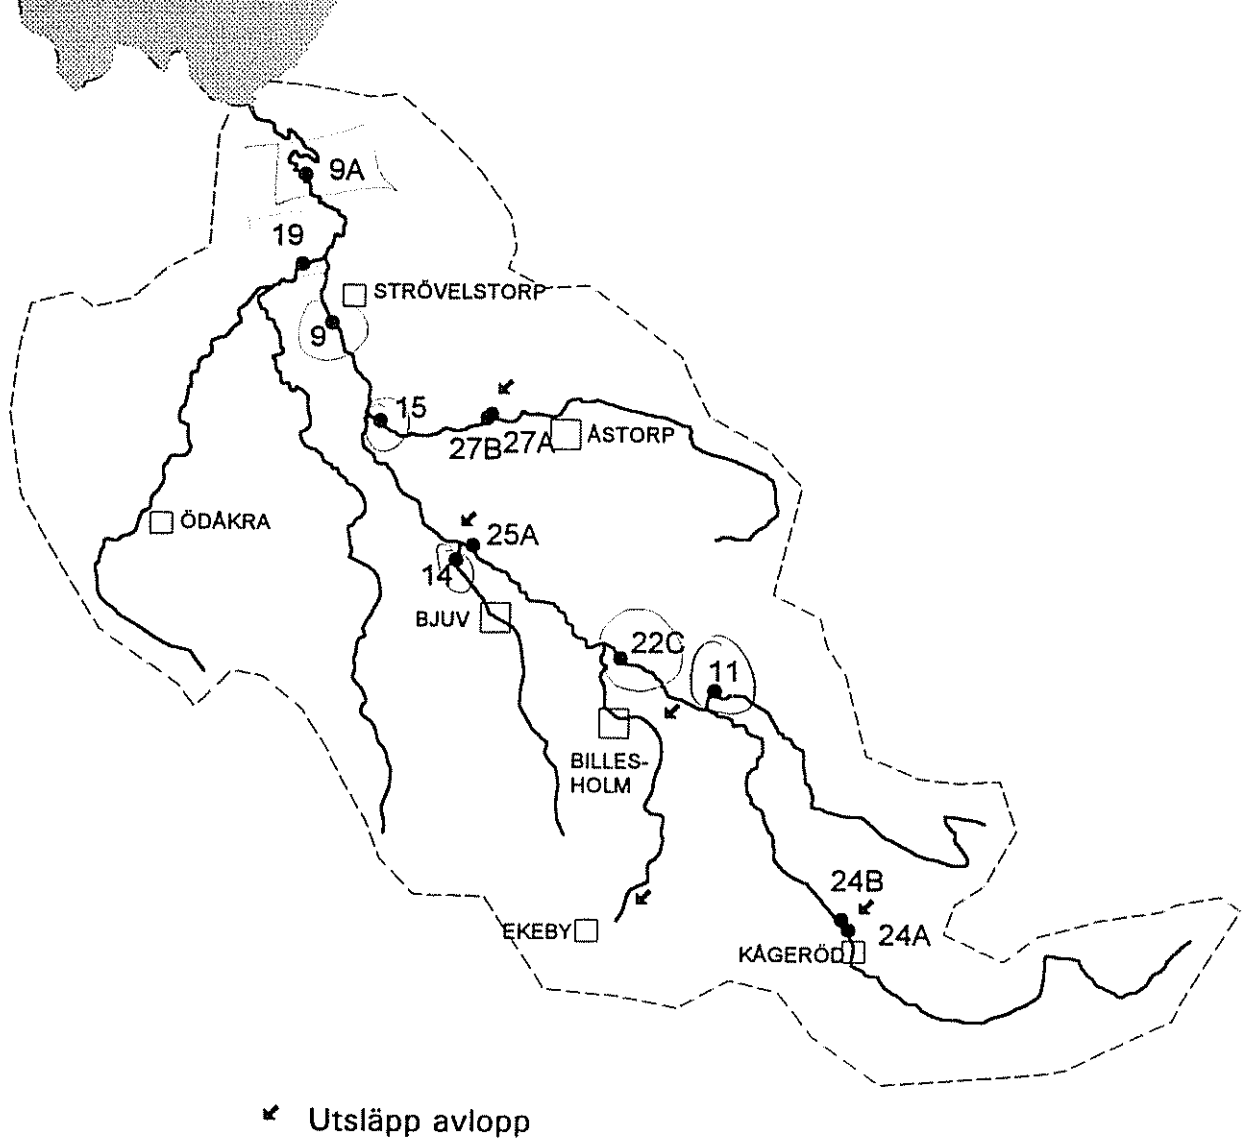 9A
19
STRÖVELSTORP
9
15
27B 27A
ÅSTORP
ÖDÅKRA
25A
14
BJUV
22C
11
BILLES-
HOLM
24B
EKEBY
24A
KÅGERÖD
Utsläpp avlopp